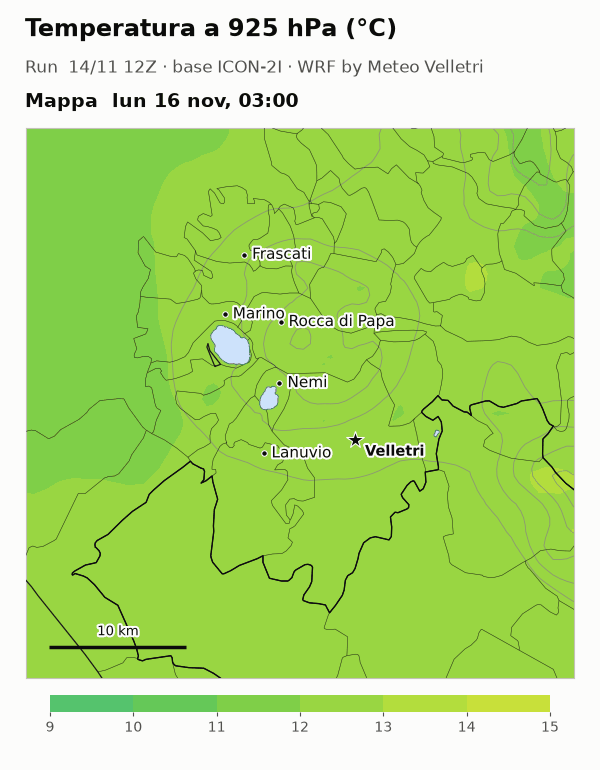 Temperatura a 925 hPa (°C)
Run  14/11 12Z · base ICON-2I · WRF by Meteo Velletri
Mappa  lun 16 nov, 03:00
Frascati
Marino
Rocca di Papa
Nemi
Velletri
Lanuvio
10 km
9 10 11 12 13 14 15